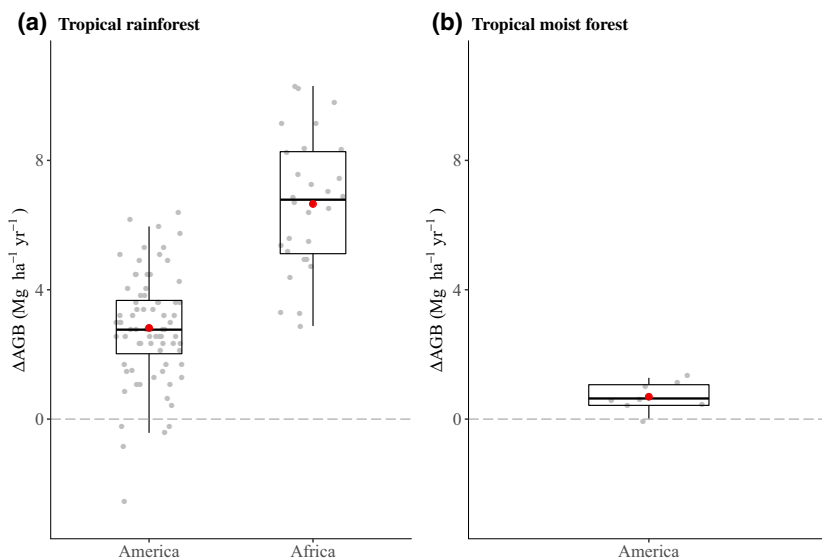 (a) Tropical rainforest
ΔAGB (Mg ha⁻¹ yr⁻¹)
8
4
0
America Africa
(b) Tropical moist forest
ΔAGB (Mg ha⁻¹ yr⁻¹)
8
4
0
America